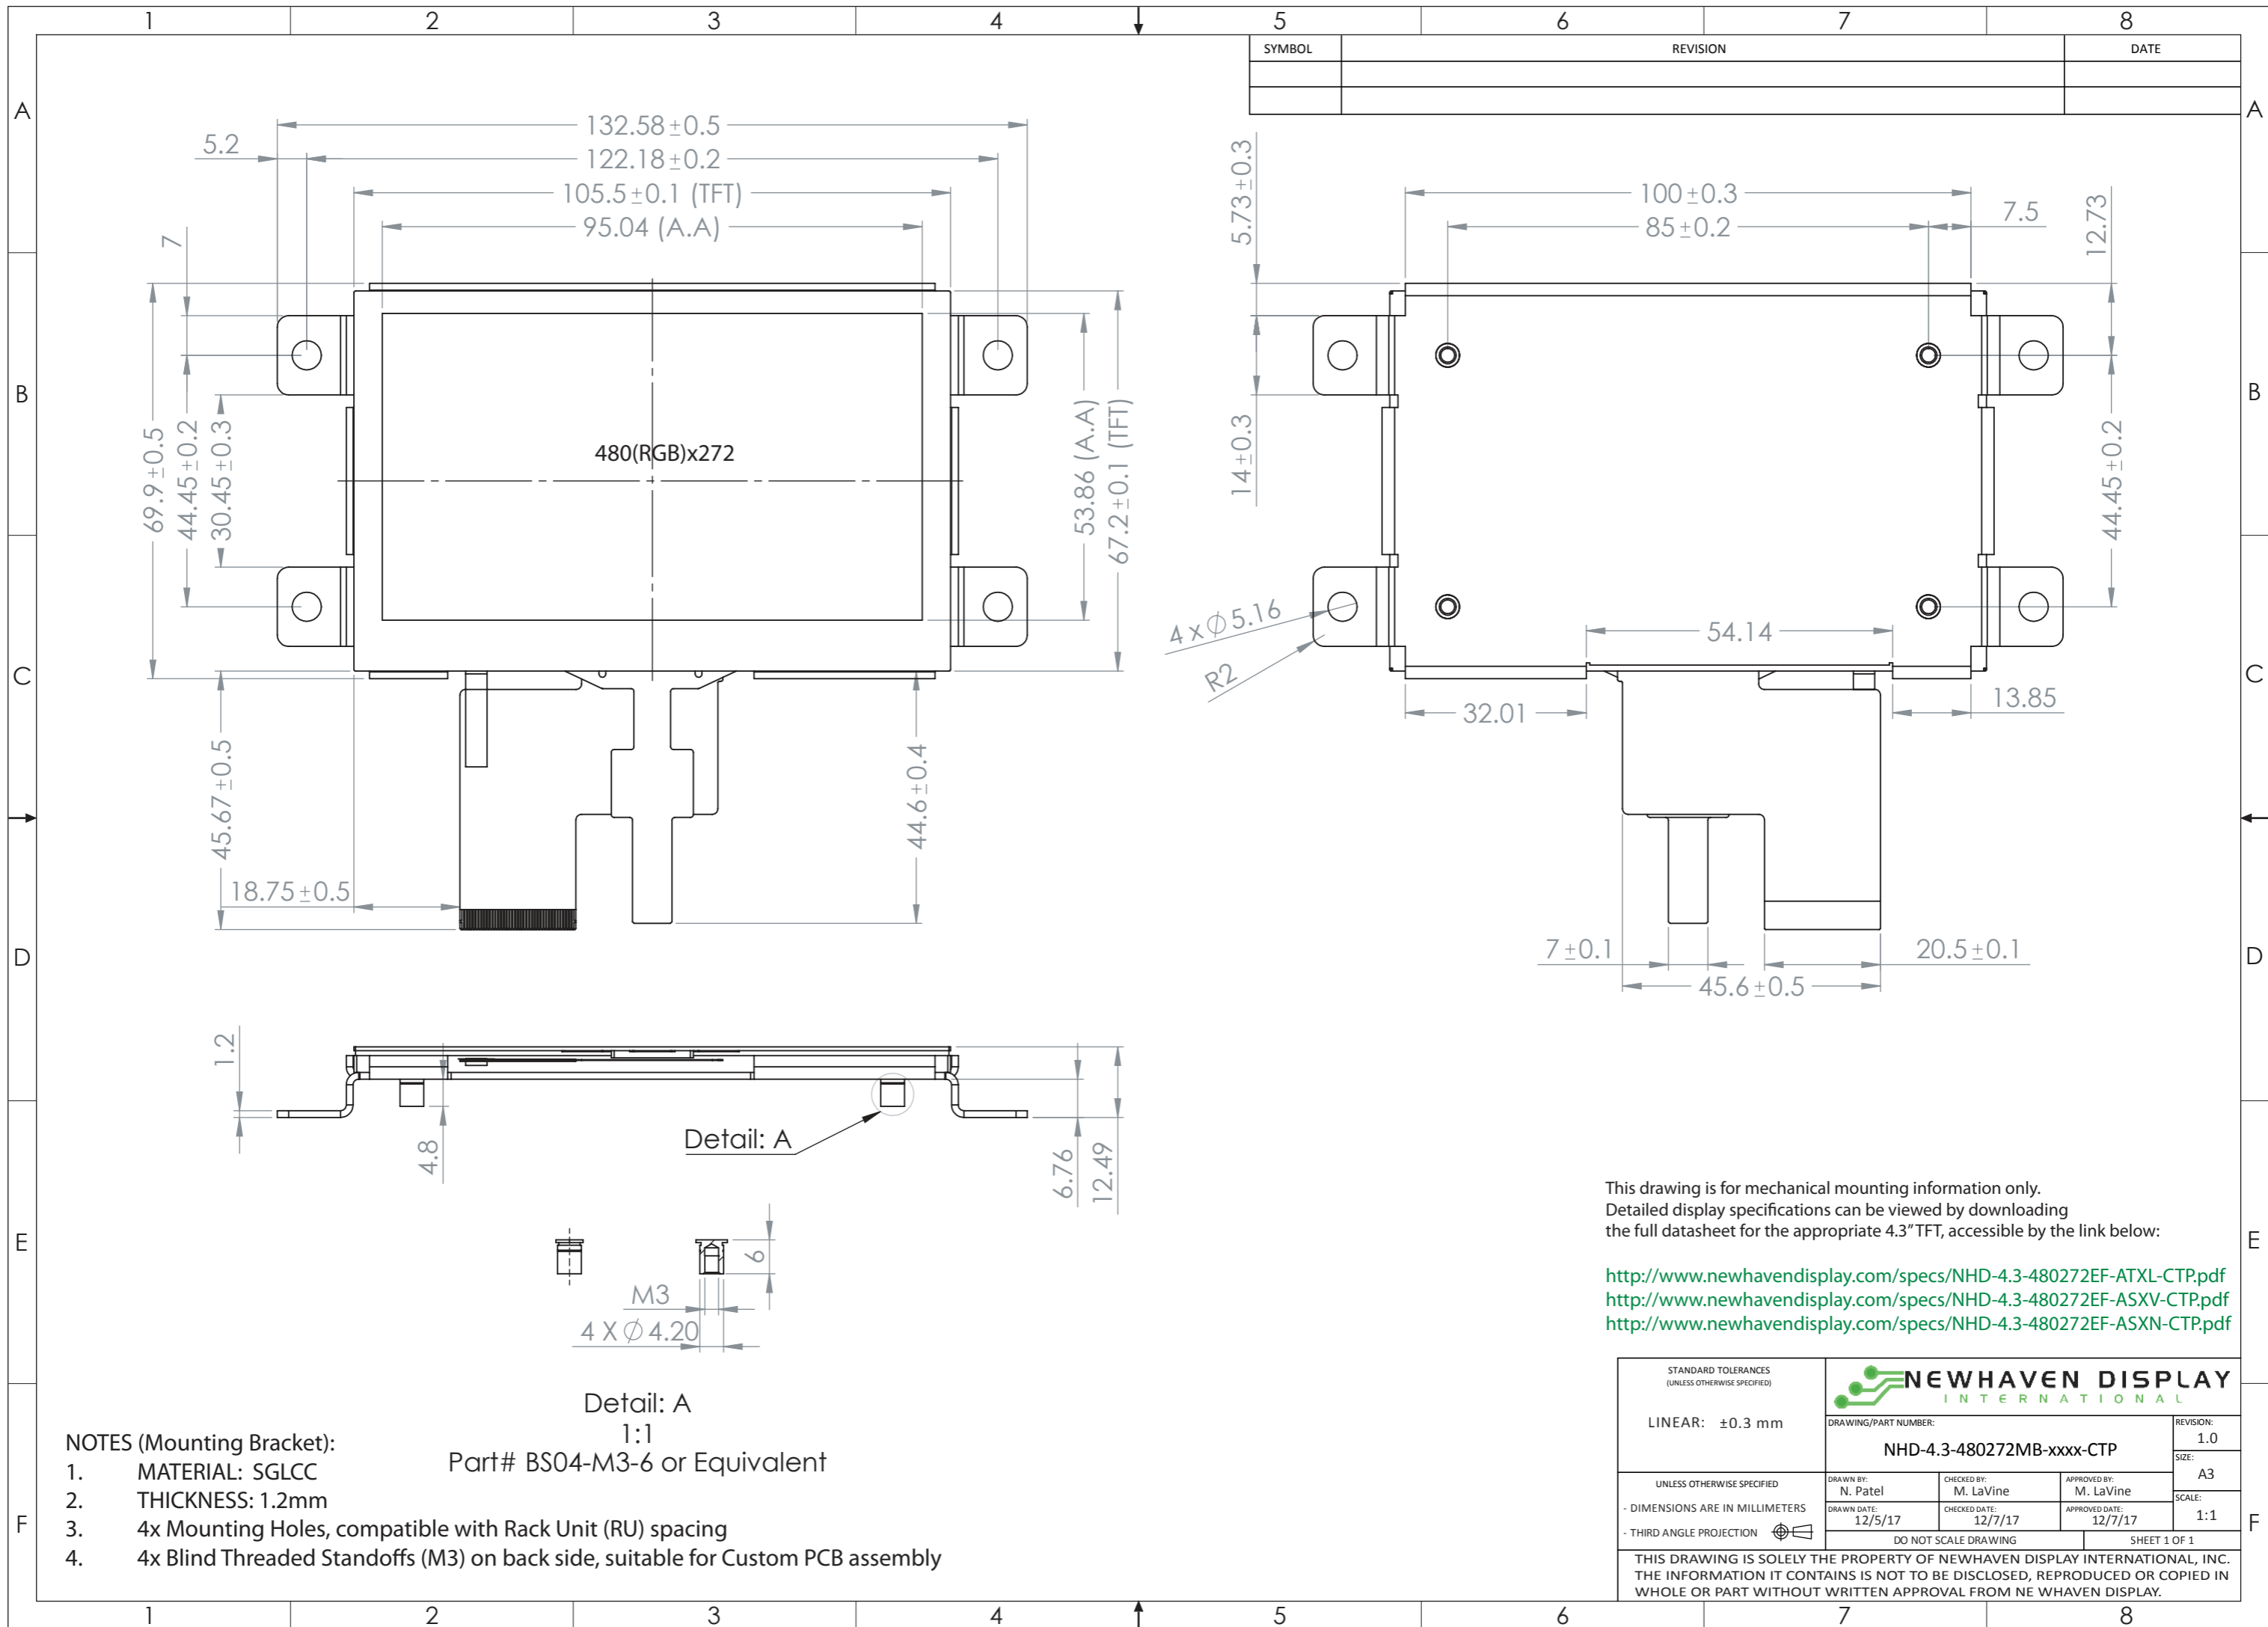 1 2 3 4 5 6 7 8
SYMBOL REVISION DATE
A A
B B
C C
D D
E E
F F
132.58±0.5
5.2
122.18±0.2
105.5±0.1 (TFT)
95.04 (A.A)
7
69.9±0.5
44.45±0.2
30.45±0.3
480(RGB)x272
53.86 (A.A)
67.2±0.1 (TFT)
45.67±0.5
44.6±0.4
18.75±0.5
5.73±0.3
100±0.3
7.5
85±0.2
12.73
14±0.3
44.45±0.2
4 x Ø 5.16
R2
54.14
32.01
13.85
7±0.1
20.5±0.1
45.6±0.5
1.2
4.8
Detail: A
6.76
12.49
6
M3
4 X Ø 4.20
Detail: A
1:1
Part# BS04-M3-6 or Equivalent
NOTES (Mounting Bracket):
1. MATERIAL: SGLCC
2. THICKNESS: 1.2mm
3. 4x Mounting Holes, compatible with Rack Unit (RU) spacing
4. 4x Blind Threaded Standoffs (M3) on back side, suitable for Custom PCB assembly
This drawing is for mechanical mounting information only.
Detailed display specifications can be viewed by downloading
the full datasheet for the appropriate 4.3" TFT, accessible by the link below:
http://www.newhavendisplay.com/specs/NHD-4.3-480272EF-ATXL-CTP.pdf
http://www.newhavendisplay.com/specs/NHD-4.3-480272EF-ASXV-CTP.pdf
http://www.newhavendisplay.com/specs/NHD-4.3-480272EF-ASXN-CTP.pdf
STANDARD TOLERANCES
(UNLESS OTHERWISE SPECIFIED)
LINEAR: ±0.3 mm
NEWHAVEN DISPLAY
INTERNATIONAL
DRAWING/PART NUMBER:
NHD-4.3-480272MB-xxxx-CTP
REVISION:
1.0
SIZE:
A3
SCALE:
1:1
UNLESS OTHERWISE SPECIFIED
- DIMENSIONS ARE IN MILLIMETERS
- THIRD ANGLE PROJECTION
DRAWN BY:
N. Patel
CHECKED BY:
M. LaVine
APPROVED BY:
M. LaVine
DRAWN DATE:
12/5/17
CHECKED DATE:
12/7/17
APPROVED DATE:
12/7/17
DO NOT SCALE DRAWING
SHEET 1 OF 1
THIS DRAWING IS SOLELY THE PROPERTY OF NEWHAVEN DISPLAY INTERNATIONAL, INC.
THE INFORMATION IT CONTAINS IS NOT TO BE DISCLOSED, REPRODUCED OR COPIED IN
WHOLE OR PART WITHOUT WRITTEN APPROVAL FROM NE WHAVEN DISPLAY.
1 2 3 4 5 6 7 8